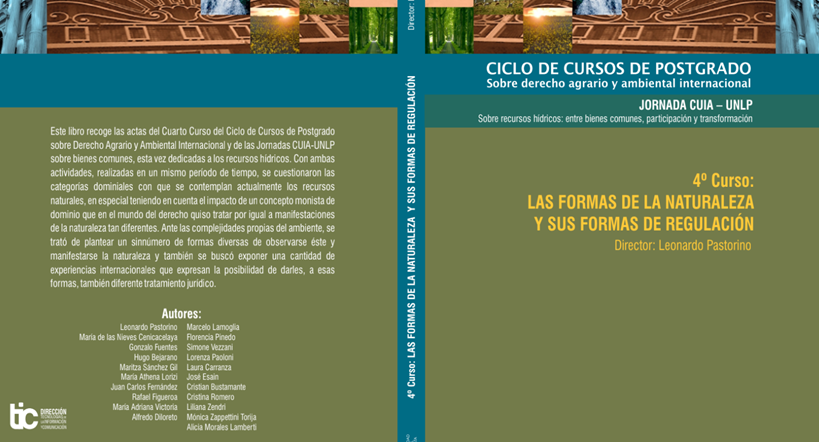 Este libro recoge las actas del Cuarto Curso del Ciclo de Cursos de Postgrado
sobre Derecho Agrario y Ambiental Internacional y de las Jornadas CUIA-UNLP
sobre bienes comunes, esta vez dedicadas a los recursos hídricos. Con ambas
actividades, realizadas en un mismo período de tiempo, se cuestionaron las
categorías dominiales con que se contemplan actualmente los recursos
naturales, en especial teniendo en cuenta el impacto de un concepto monista de
dominio que en el mundo del derecho quiso tratar por igual a manifestaciones
de la naturaleza tan diferentes. Ante las complejidades propias del ambiente, se
trató de plantear un sinnúmero de formas diversas de observarse éste y
manifestarse la naturaleza y también se buscó exponer una cantidad de
experiencias internacionales que expresan la posibilidad de darles, a esas
formas, también diferente tratamiento jurídico.
Autores:
Leonardo Pastorino
Maria de las Nieves Cenicacelaya
Gonzalo Fuentes
Hugo Bejarano
Maritza Sánchez Gil
Maria Athena Lorizi
Juan Carlos Fernández
Rafael Figueroa
María Adriana Victoria
Alfredo Diloreto
Marcelo Lamoglia
Florencia Pinedo
Simone Vezzani
Lorenza Paoloni
Laura Carranza
José Esain
Cristian Bustamante
Cristina Romero
Liliana Zendri
Mónica Zappettini Torija
Alicia Morales Lamberti
tic
DIRECCIÓN
TECNOLOGÍAS DE
LA INFORMACIÓN
Y COMUNICACIÓN
4º Curso: LAS FORMAS DE LA NATURALEZA Y SUS FORMAS DE REGULACIÓN
Director:
CICLO DE CURSOS DE POSTGRADO
Sobre derecho agrario y ambiental internacional
JORNADA CUIA – UNLP
Sobre recursos hídricos: entre bienes comunes, participación y transformación
4º Curso:
LAS FORMAS DE LA NATURALEZA
Y SUS FORMAS DE REGULACIÓN
Director: Leonardo Pastorino